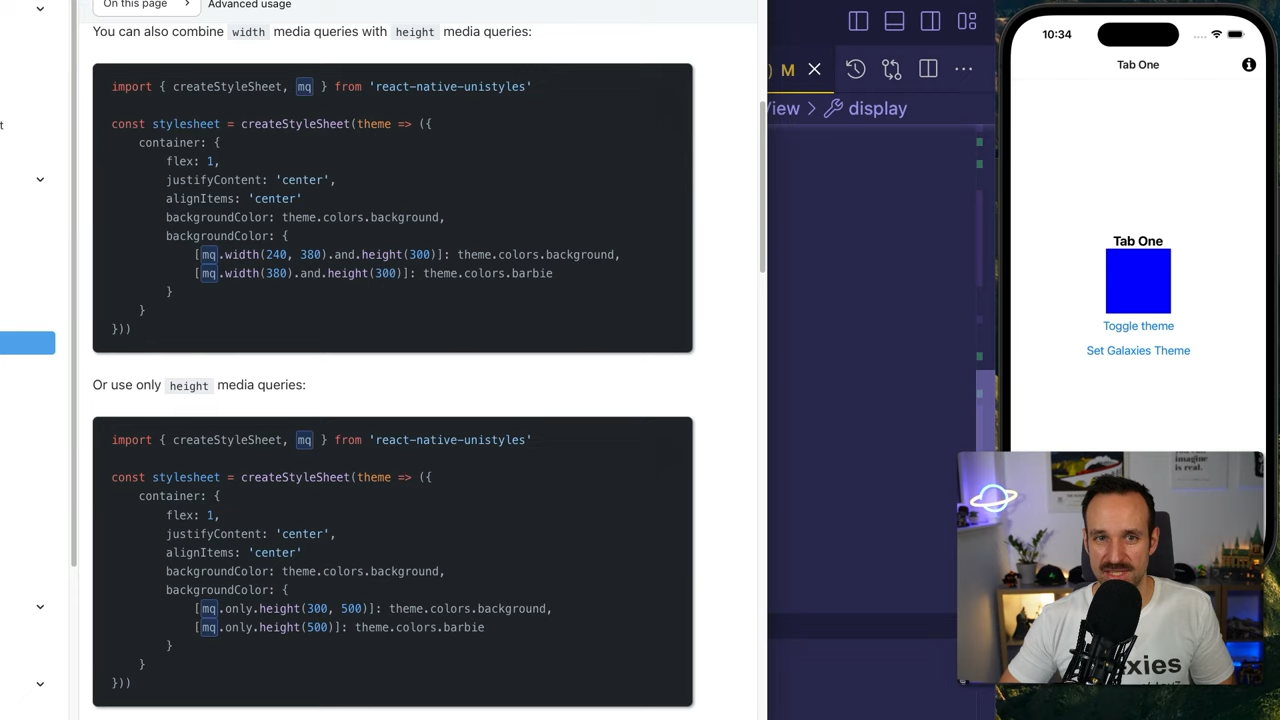 On this page
Advanced usage
You can also combine width media queries with height media queries:
import { createStyleSheet, mq } from 'react-native-unistyles'
const stylesheet = createStyleSheet(theme => ({
container: {
flex: 1,
justifyContent: 'center',
alignItems: 'center'
backgroundColor: theme.colors.background,
backgroundColor: {
[mq.width(240, 380).and.height(300)]: theme.colors.background,
[mq.width(380).and.height(300)]: theme.colors.barbie
}
}
}))
Or use only height media queries:
import { createStyleSheet, mq } from 'react-native-unistyles'
const stylesheet = createStyleSheet(theme => ({
container: {
flex: 1,
justifyContent: 'center',
alignItems: 'center'
backgroundColor: theme.colors.background,
backgroundColor: {
[mq.only.height(300, 500)]: theme.colors.background,
[mq.only.height(500)]: theme.colors.barbie
}
}
}))
t
) M
View > display
10:34
Tab One
Tab One
Toggle theme
Set Galaxies Theme
imagine
is real.